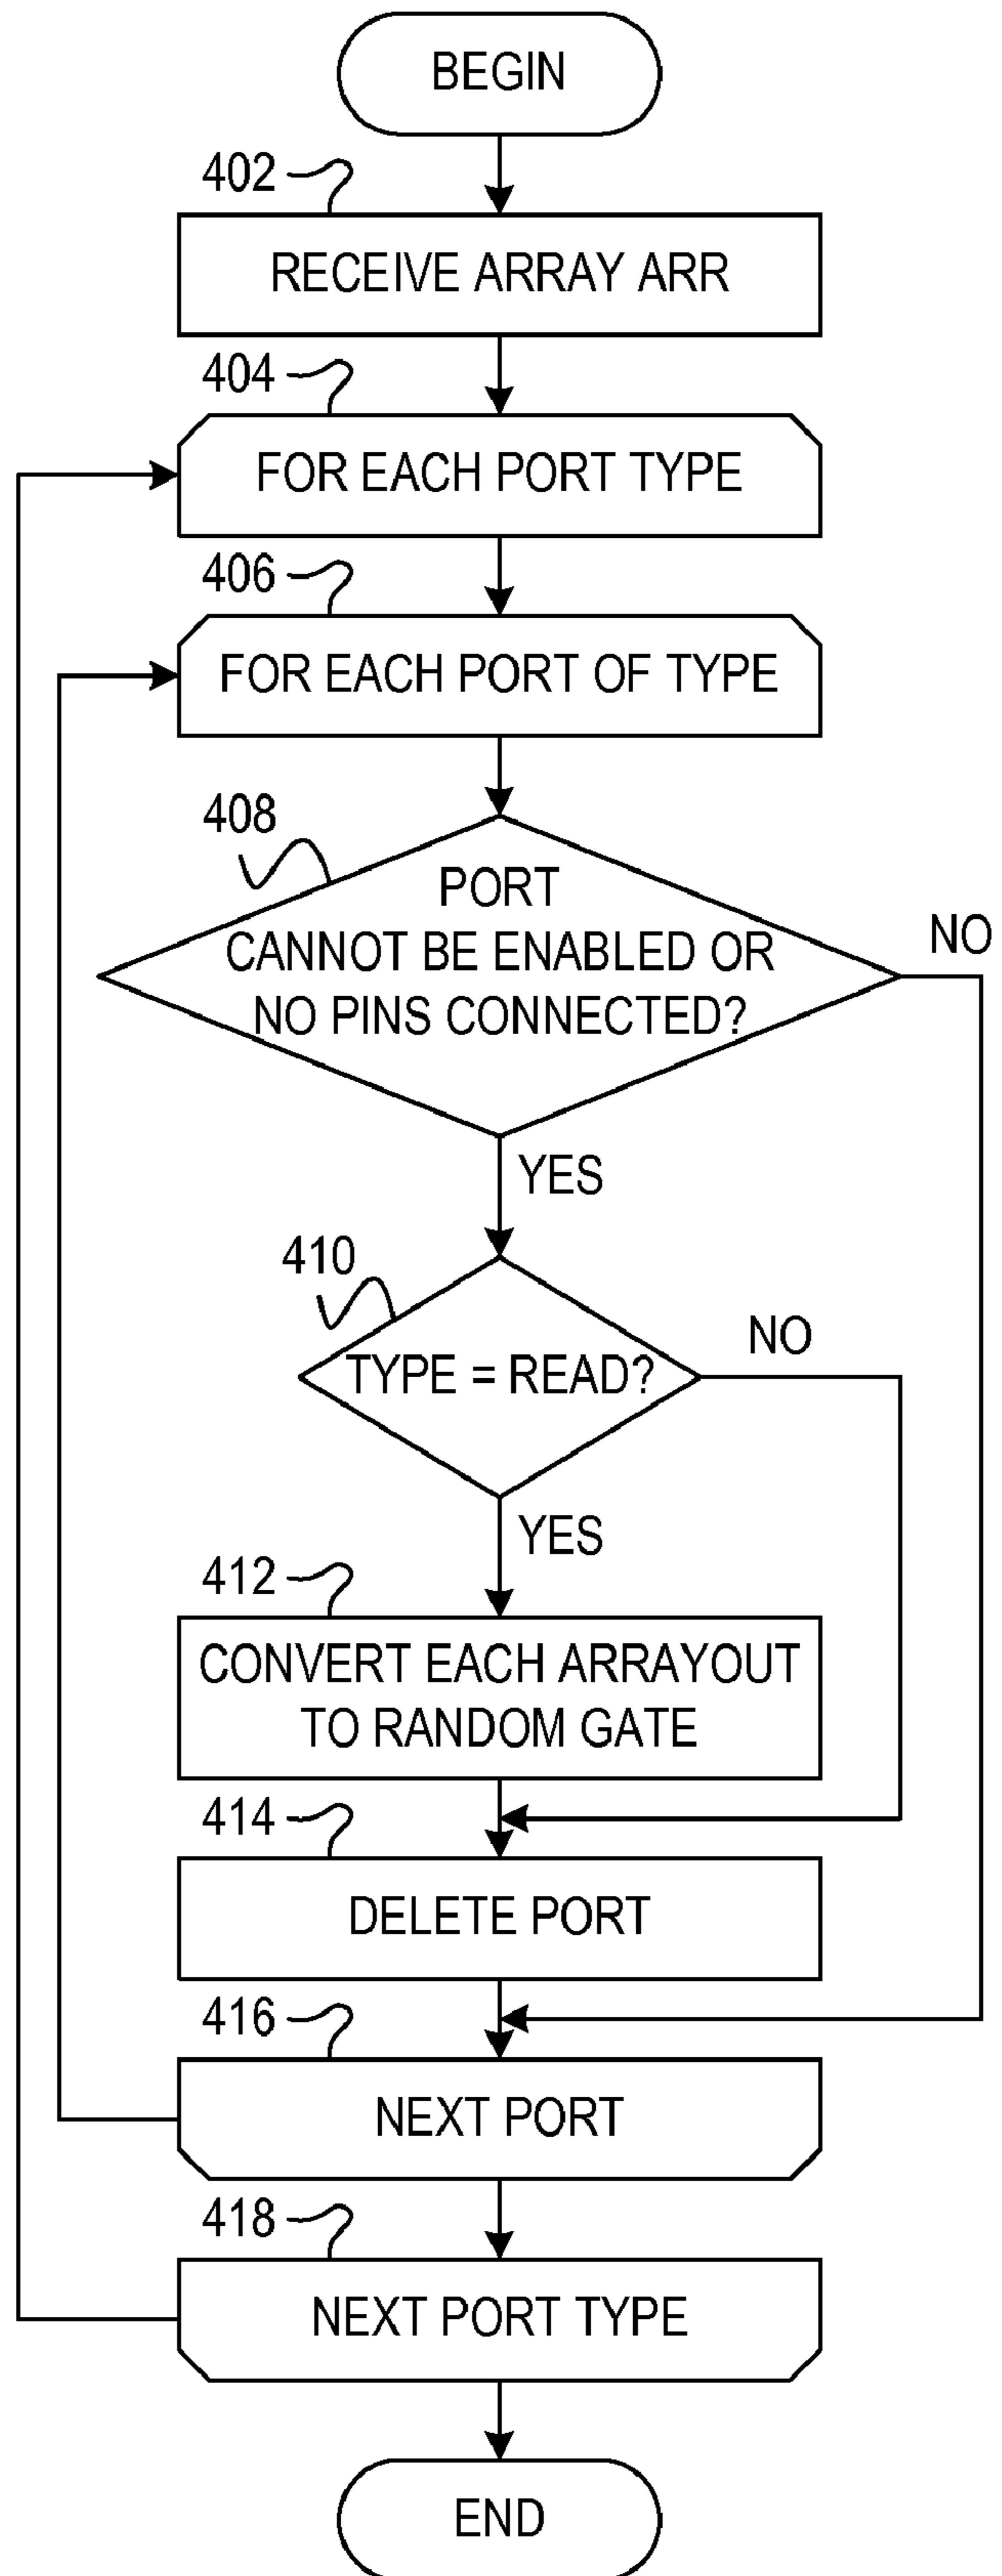 BEGIN
402
RECEIVE ARRAY ARR
404
FOR EACH PORT TYPE
406
FOR EACH PORT OF TYPE
408
PORT
CANNOT BE ENABLED OR
NO PINS CONNECTED?
NO
YES
410
TYPE = READ?
NO
YES
412
CONVERT EACH ARRAYOUT
TO RANDOM GATE
414
DELETE PORT
416
NEXT PORT
418
NEXT PORT TYPE
END